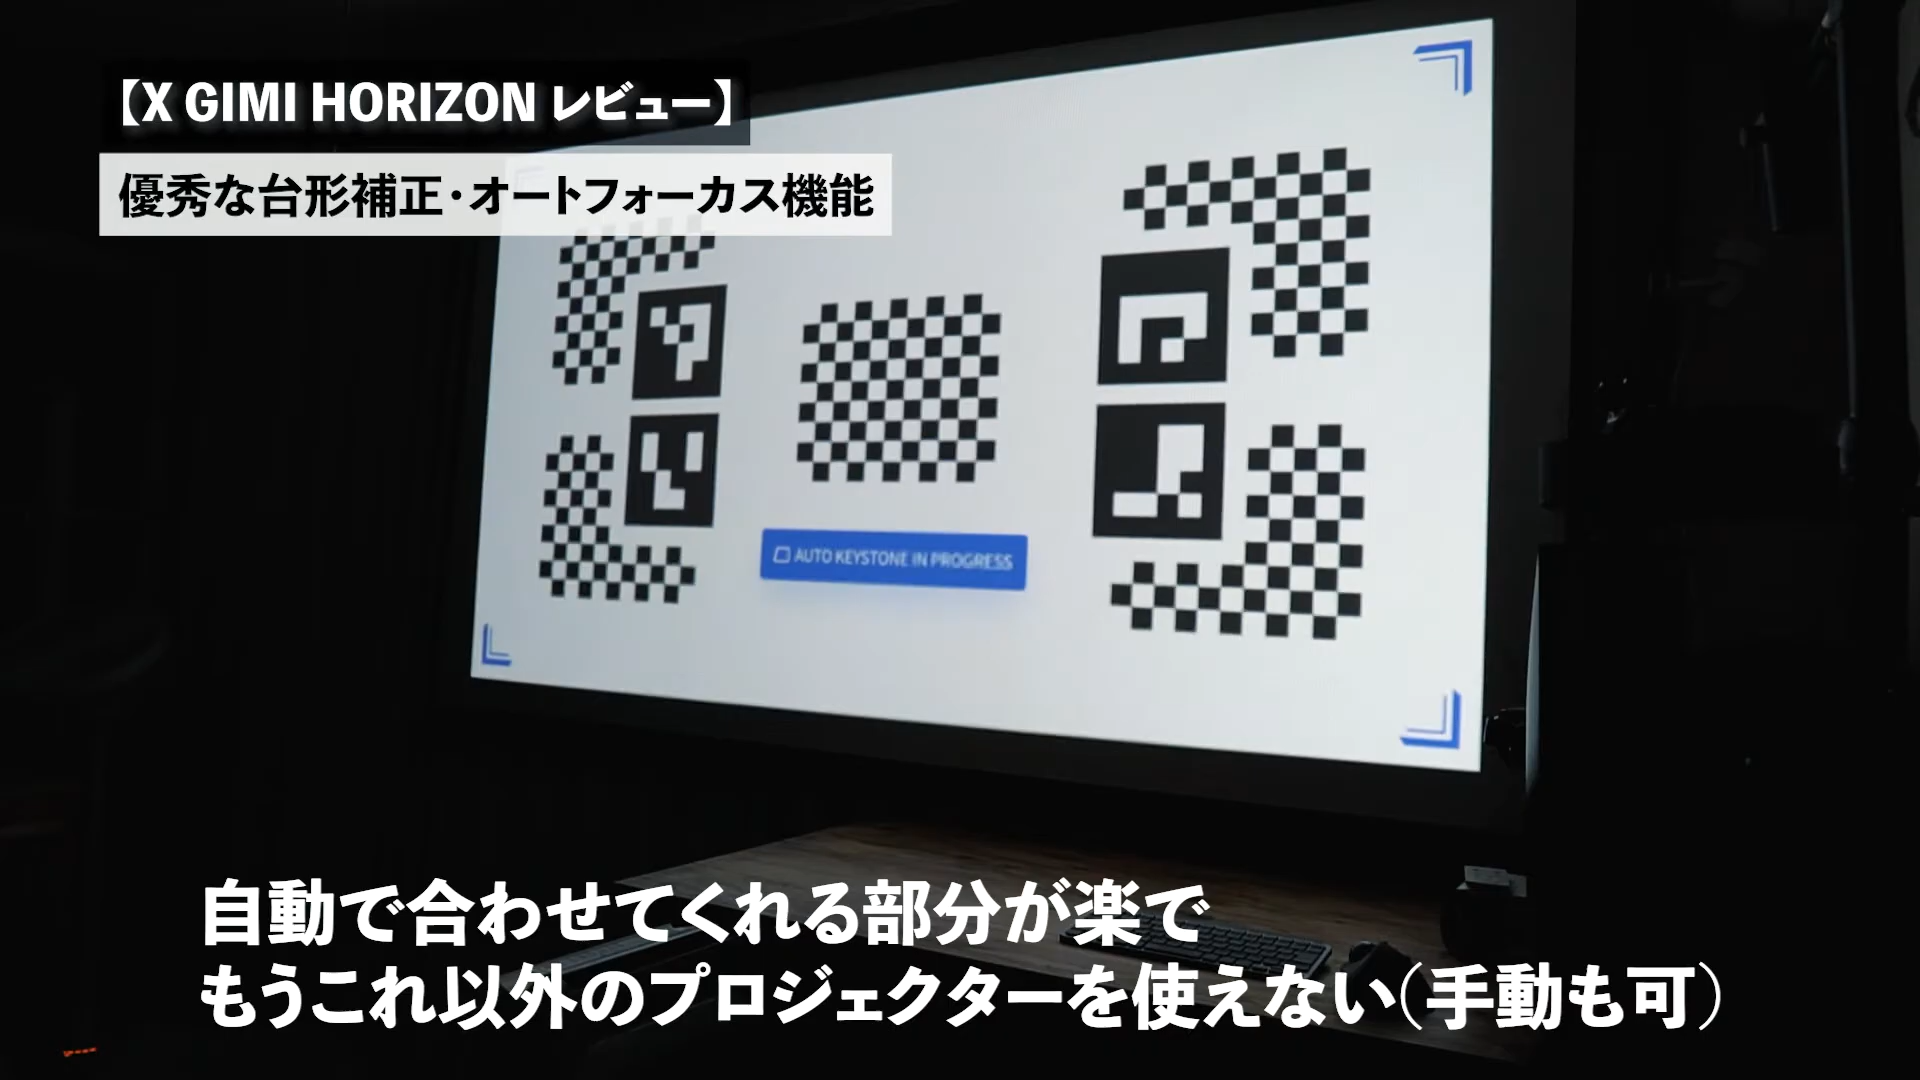 【X GIMI HORIZON レビュー】
優秀な台形補正・オートフォーカス機能
AUTO KEYSTONE IN PROGRESS
自動で合わせてくれる部分が楽で
もうこれ以外のプロジェクターを使えない（手動も可）